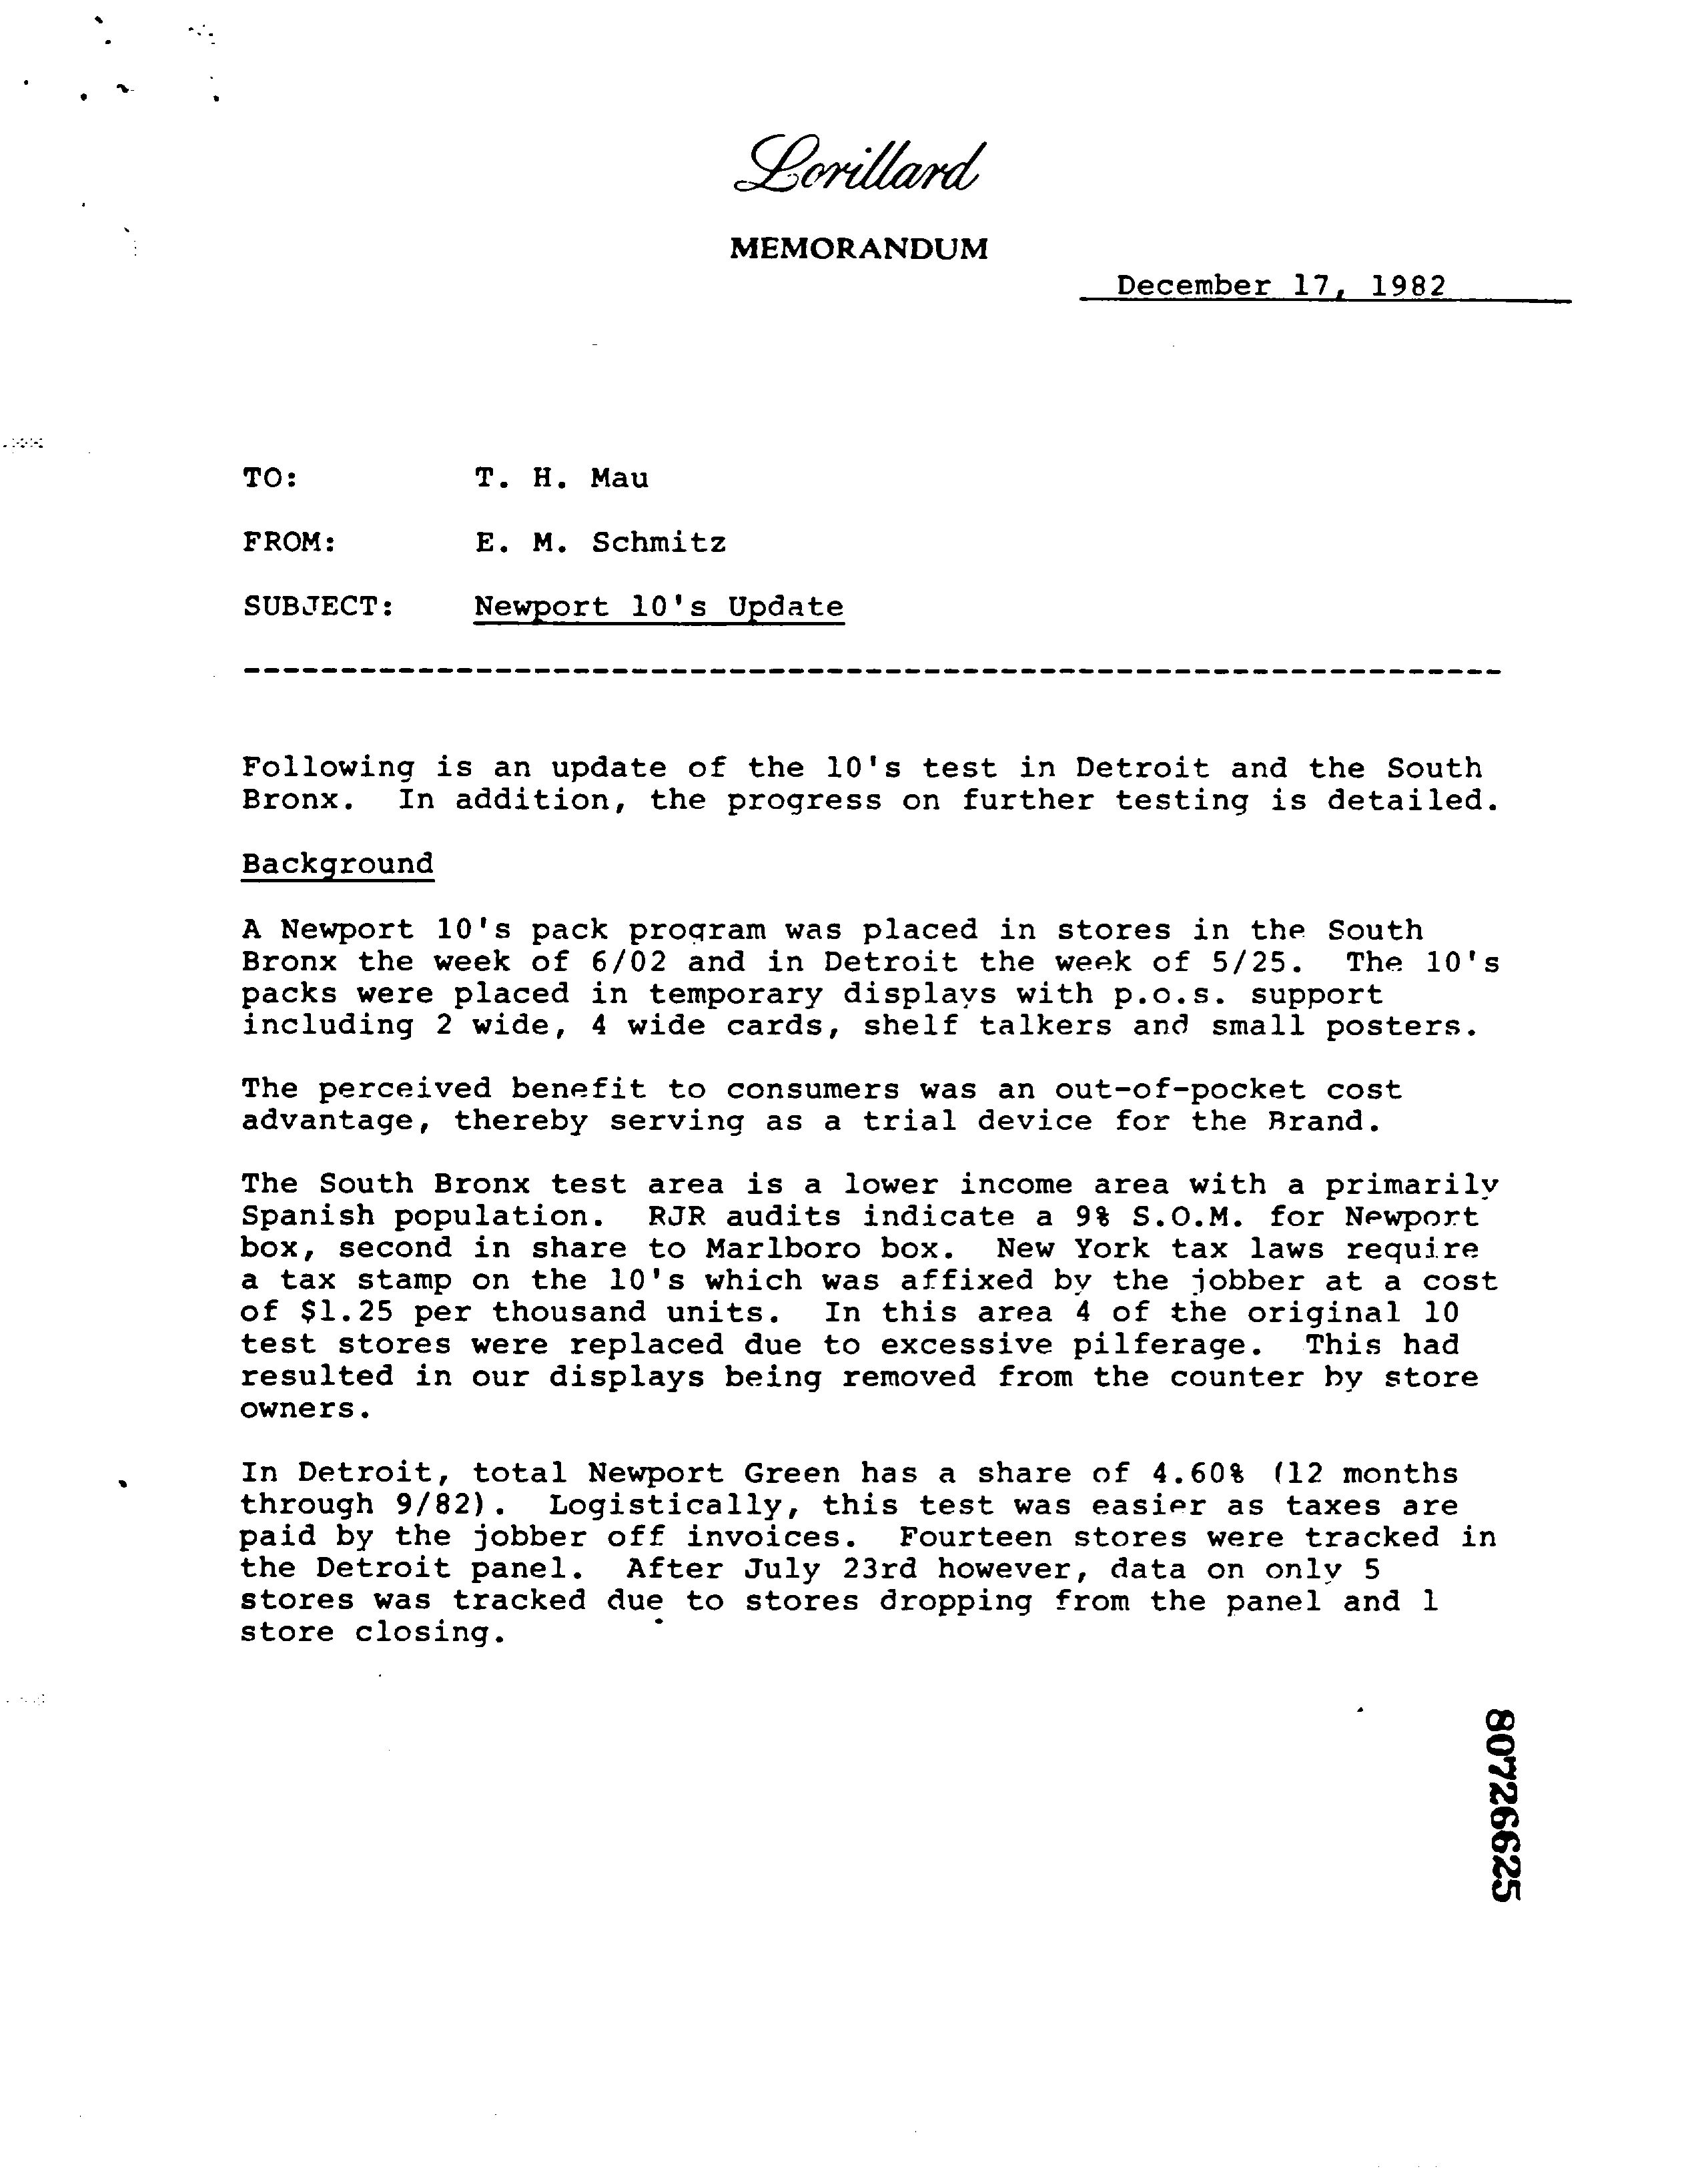 Lorillard
MEMORANDUM
December 17, 1982
TO: T. H. Mau
FROM: E. M. Schmitz
SUBJECT: Newport 10's Update
--------------------------------------------------------------------
Following is an update of the 10's test in Detroit and the South
Bronx. In addition, the progress on further testing is detailed.
Background
A Newport 10's pack program was placed in stores in the South
Bronx the week of 6/02 and in Detroit the week of 5/25. The 10's
packs were placed in temporary displays with p.o.s. support
including 2 wide, 4 wide cards, shelf talkers and small posters.
The perceived benefit to consumers was an out-of-pocket cost
advantage, thereby serving as a trial device for the Brand.
The South Bronx test area is a lower income area with a primarily
Spanish population. RJR audits indicate a 9% S.O.M. for Newport
box, second in share to Marlboro box. New York tax laws require
a tax stamp on the 10's which was affixed by the jobber at a cost
of $1.25 per thousand units. In this area 4 of the original 10
test stores were replaced due to excessive pilferage. This had
resulted in our displays being removed from the counter by store
owners.
In Detroit, total Newport Green has a share of 4.60% (12 months
through 9/82). Logistically, this test was easier as taxes are
paid by the jobber off invoices. Fourteen stores were tracked in
the Detroit panel. After July 23rd however, data on only 5
stores was tracked due to stores dropping from the panel and 1
store closing.
80726625